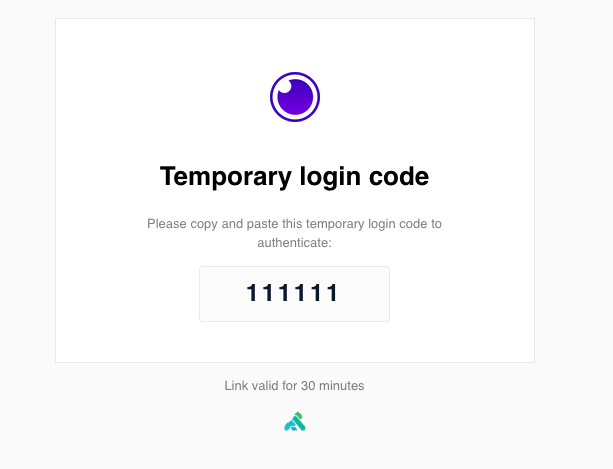 Temporary login code
Please copy and paste this temporary login code to
authenticate:
111111
Link valid for 30 minutes